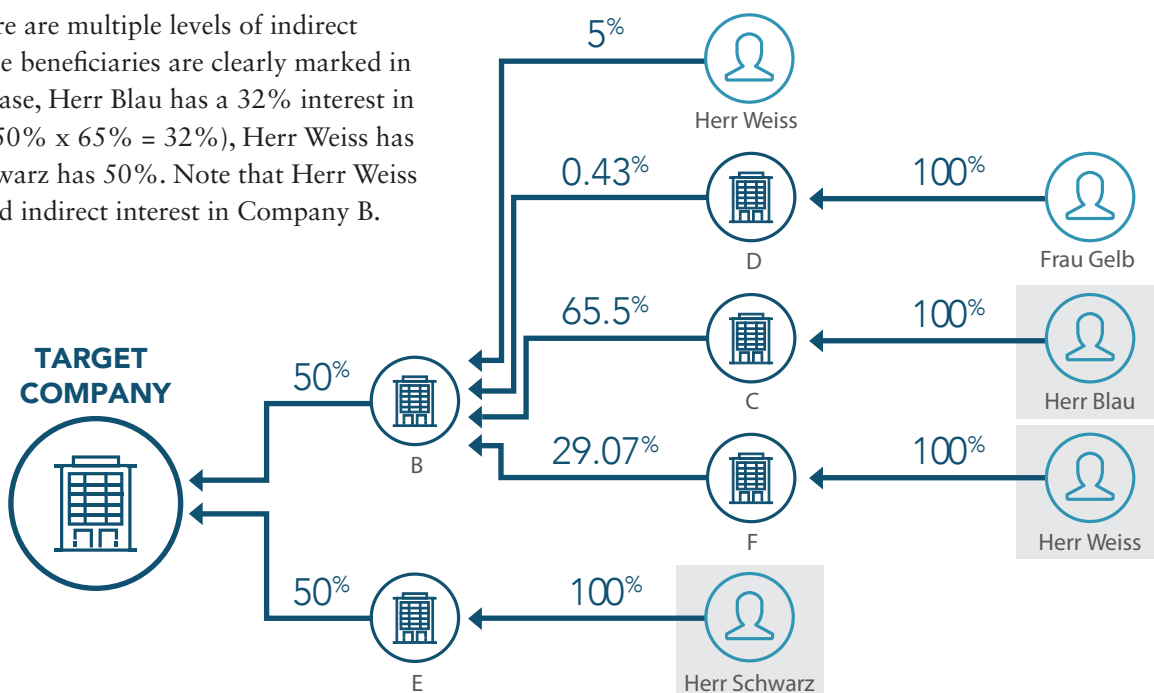 re are multiple levels of indirect
e beneficiaries are clearly marked in
ase, Herr Blau has a 32% interest in
50% x 65% = 32%), Herr Weiss has
warz has 50%. Note that Herr Weiss
d indirect interest in Company B.
5%
Herr Weiss
0.43%
D
100%
Frau Gelb
65.5%
C
100%
Herr Blau
TARGET
COMPANY
50%
B
29.07%
F
100%
Herr Weiss
50%
E
100%
Herr Schwarz